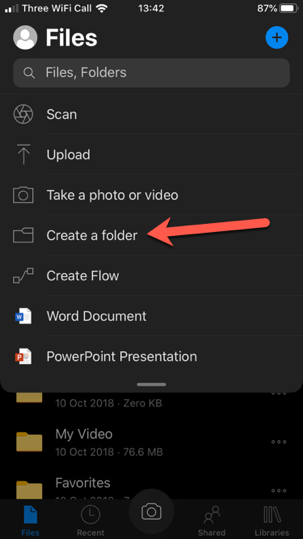 Three WiFi Call 13:42 87%
Files
Files, Folders
Scan
Upload
Take a photo or video
Create a folder
Create Flow
Word Document
PowerPoint Presentation
10 Oct 2018 · Zero KB
My Video
10 Oct 2018 · 76.6 MB
Favorites
10 Oct 2018
Files Recent Shared Libraries